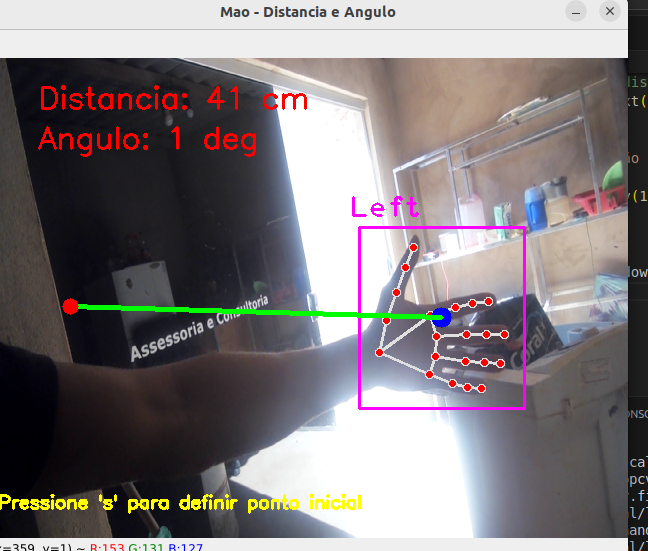 Mao - Distancia e Angulo
Distancia: 41 cm
Angulo: 1 deg
Left
Assessoria e Consultoria
Coral
Pressione 's' para definir ponto inicial
x=359, y=1) ~ R:153 G:131 B:127